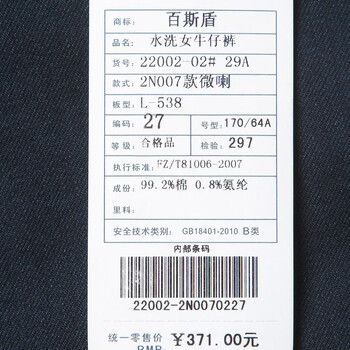 商标: 百斯盾
品名: 水洗女牛仔裤
货号: 22002-02# 29A
款式: 2N007款微喇
板型: L-538
编码: 27 号型: 170/64A
等级: 合格品 检验: 297
执行标准: FZ/T81006-2007
成份: 99.2%棉 0.8%氨纶
里料:
安全技术类别: GB18401-2010 B类
内部条码
22002-2N0070227
统一零售价 ¥371.00元
RMB